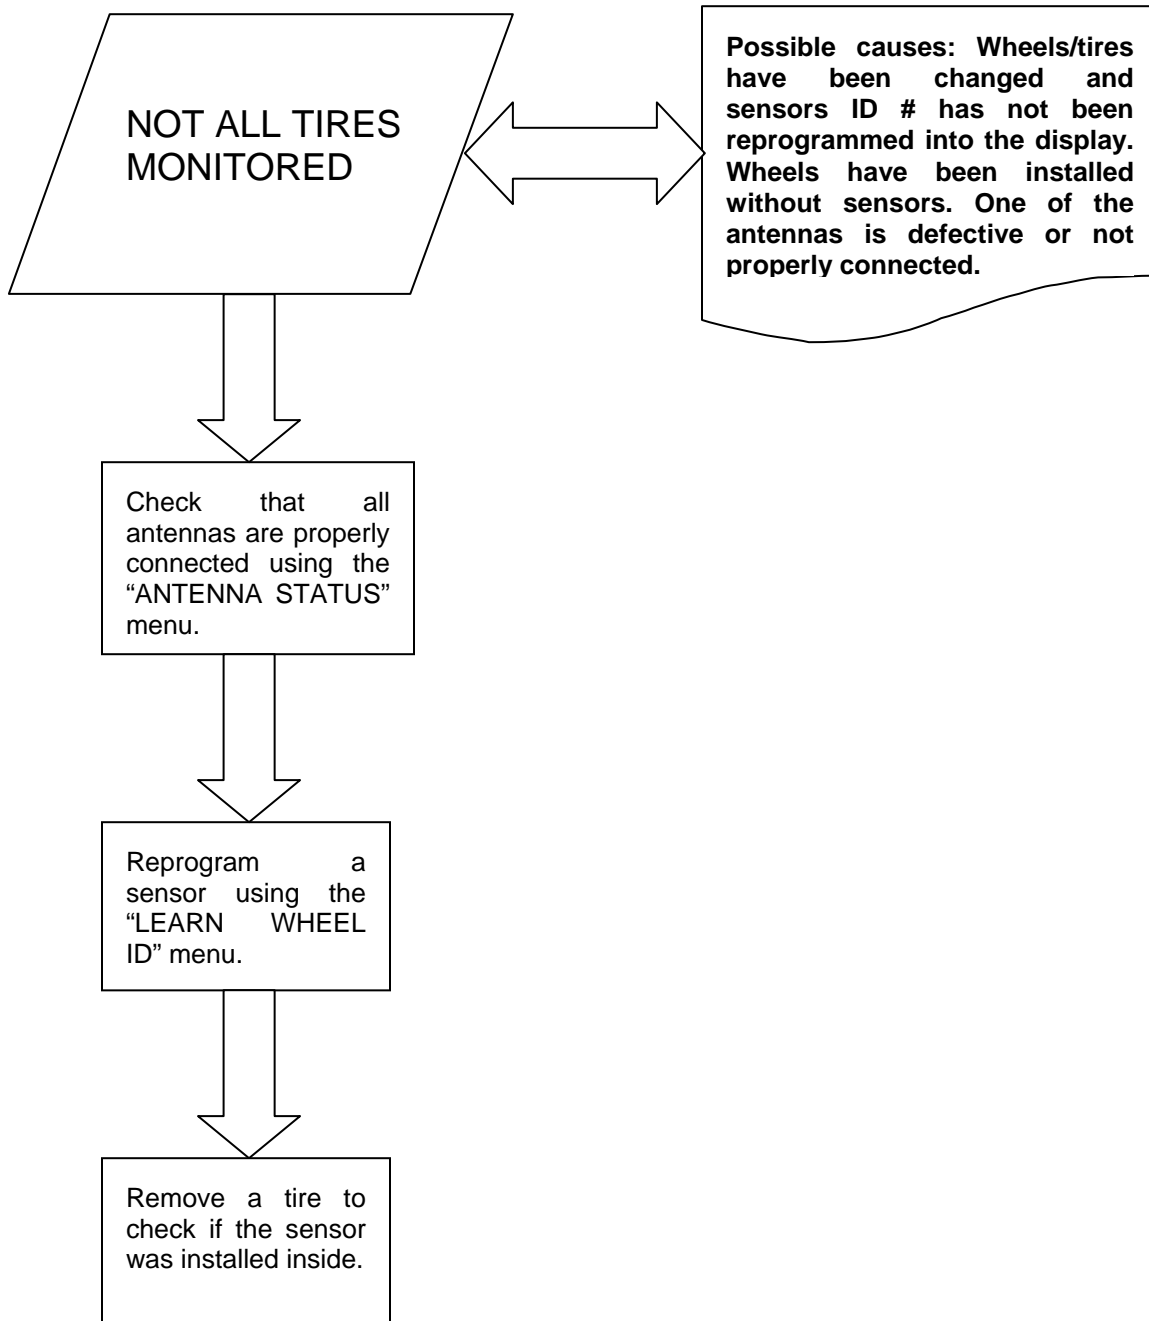 NOT ALL TIRES
MONITORED
Possible causes: Wheels/tires
have been changed and
sensors ID # has not been
reprogrammed into the display.
Wheels have been installed
without sensors. One of the
antennas is defective or not
properly connected.
Check that all
antennas are properly
connected using the
“ANTENNA STATUS”
menu.
Reprogram a
sensor using the
“LEARN WHEEL
ID” menu.
Remove a tire to
check if the sensor
was installed inside.